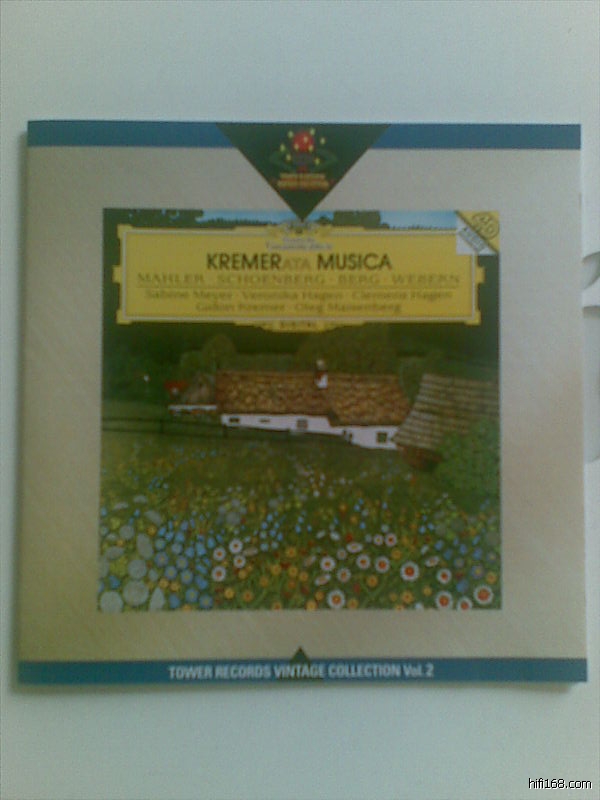 KREMERATA MUSICA
MAHLER · SCHOENBERG · BERG · WEBERN
Sabine Meyer · Veronika Hagen · Clemens Hagen
Gidon Kremer · Oleg Maisenberg
DIGITAL
TOWER RECORDS VINTAGE COLLECTION Vol. 2
hifi168.com